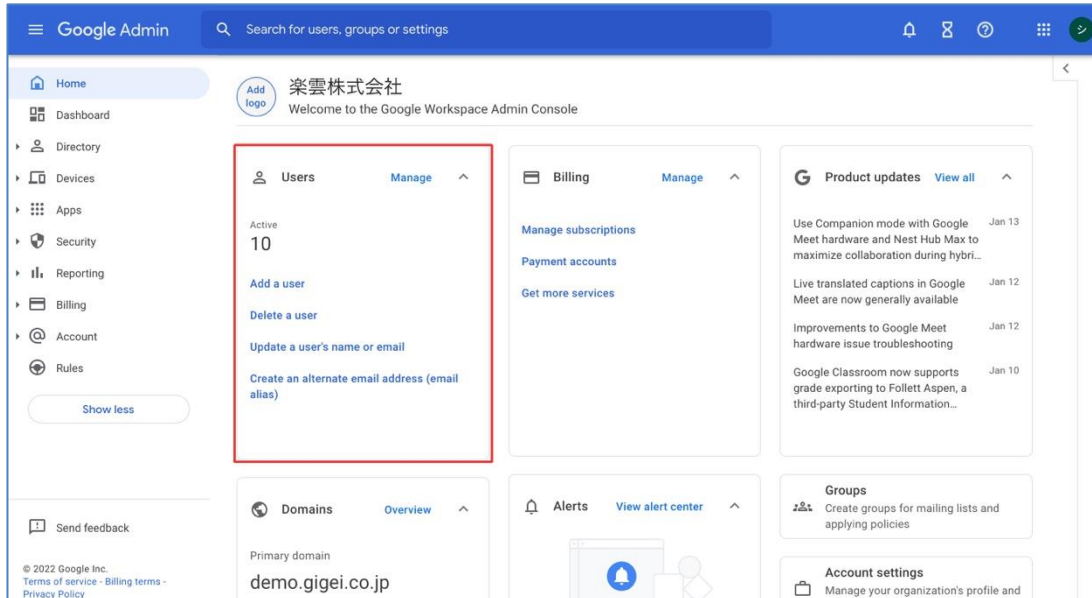 Google Admin
Search for users, groups or settings
シ
Home
Dashboard
Directory
Devices
Apps
Security
Reporting
Billing
Account
Rules
Show less
Send feedback
© 2022 Google Inc.
Terms of service - Billing terms -
Privacy Policy
Add
logo
楽雲株式会社
Welcome to the Google Workspace Admin Console
Users Manage
Active
10
Add a user
Delete a user
Update a user's name or email
Create an alternate email address (email
alias)
Billing Manage
Manage subscriptions
Payment accounts
Get more services
Product updates View all
Use Companion mode with Google Jan 13
Meet hardware and Nest Hub Max to
maximize collaboration during hybri...
Live translated captions in Google Jan 12
Meet are now generally available
Improvements to Google Meet Jan 12
hardware issue troubleshooting
Google Classroom now supports Jan 10
grade exporting to Follett Aspen, a
third-party Student Information...
Domains Overview
Primary domain
demo.gigei.co.jp
Alerts View alert center
Groups
Create groups for mailing lists and
applying policies
Account settings
Manage your organization's profile and